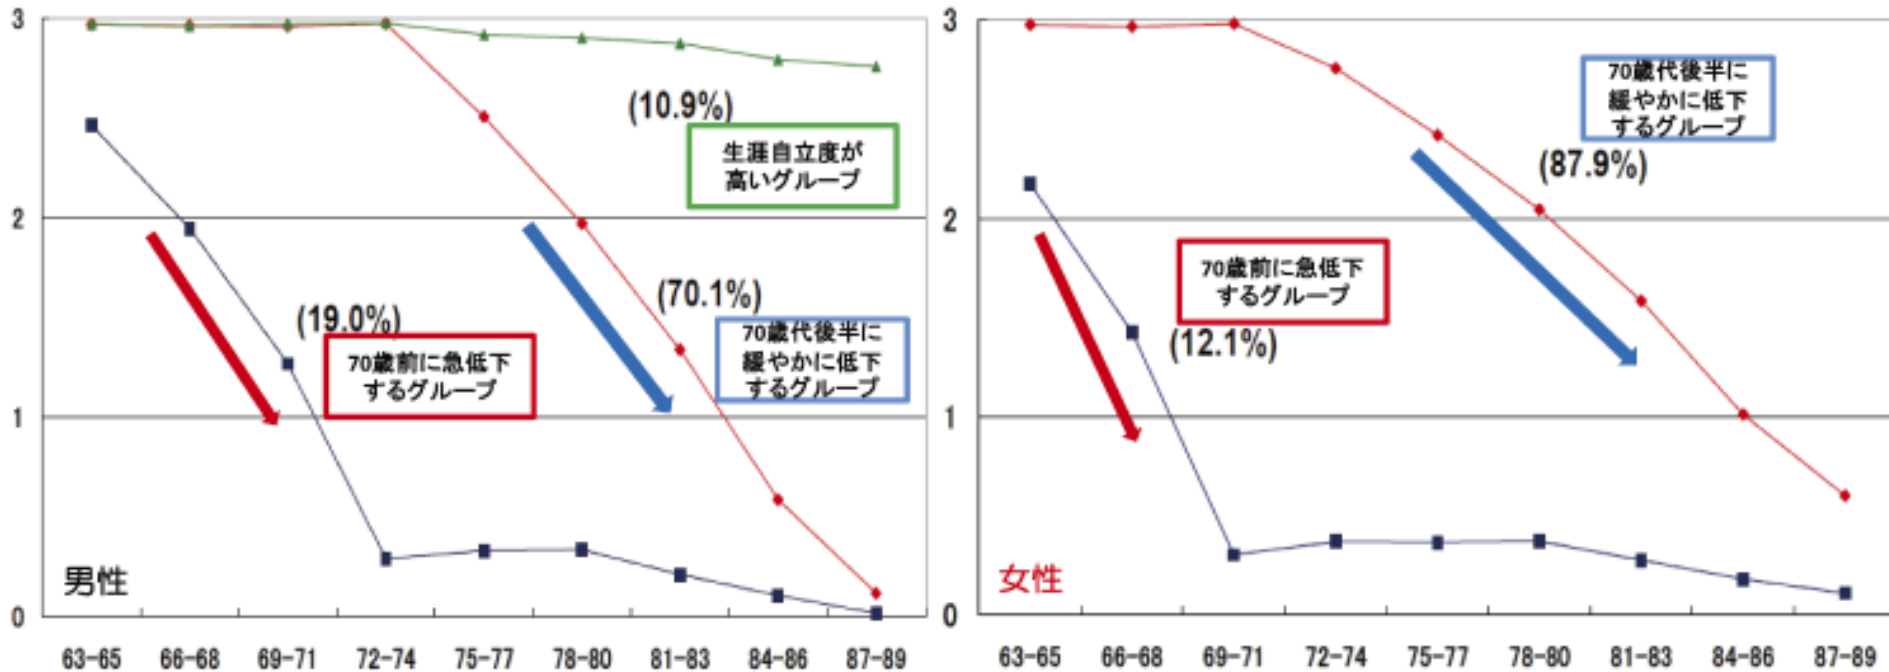 3
2
1
0
(10.9%)
生涯自立度が
高いグループ
(70.1%)
70歳代後半に
緩やかに低下
するグループ
(19.0%)
70歳前に急低下
するグループ
男性
63-65 66-68 69-71 72-74 75-77 78-80 81-83 84-86 87-89
3
2
1
0
70歳代後半に
緩やかに低下
するグループ
(87.9%)
70歳前に急低下
するグループ
(12.1%)
女性
63-65 66-68 69-71 72-74 75-77 78-80 81-83 84-86 87-89